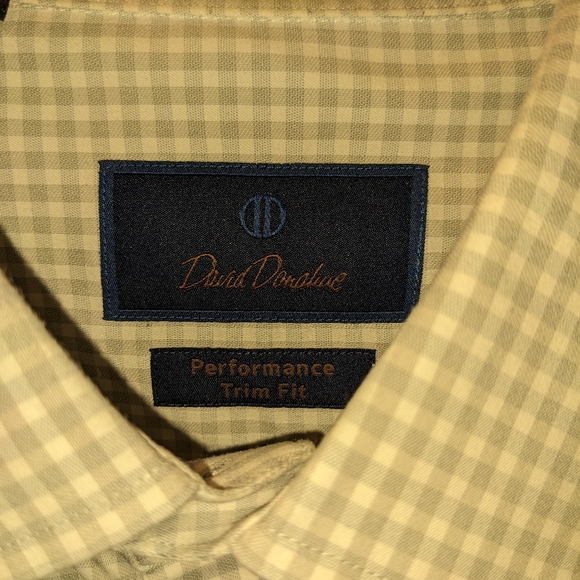 David Donahue
Performance
Trim Fit